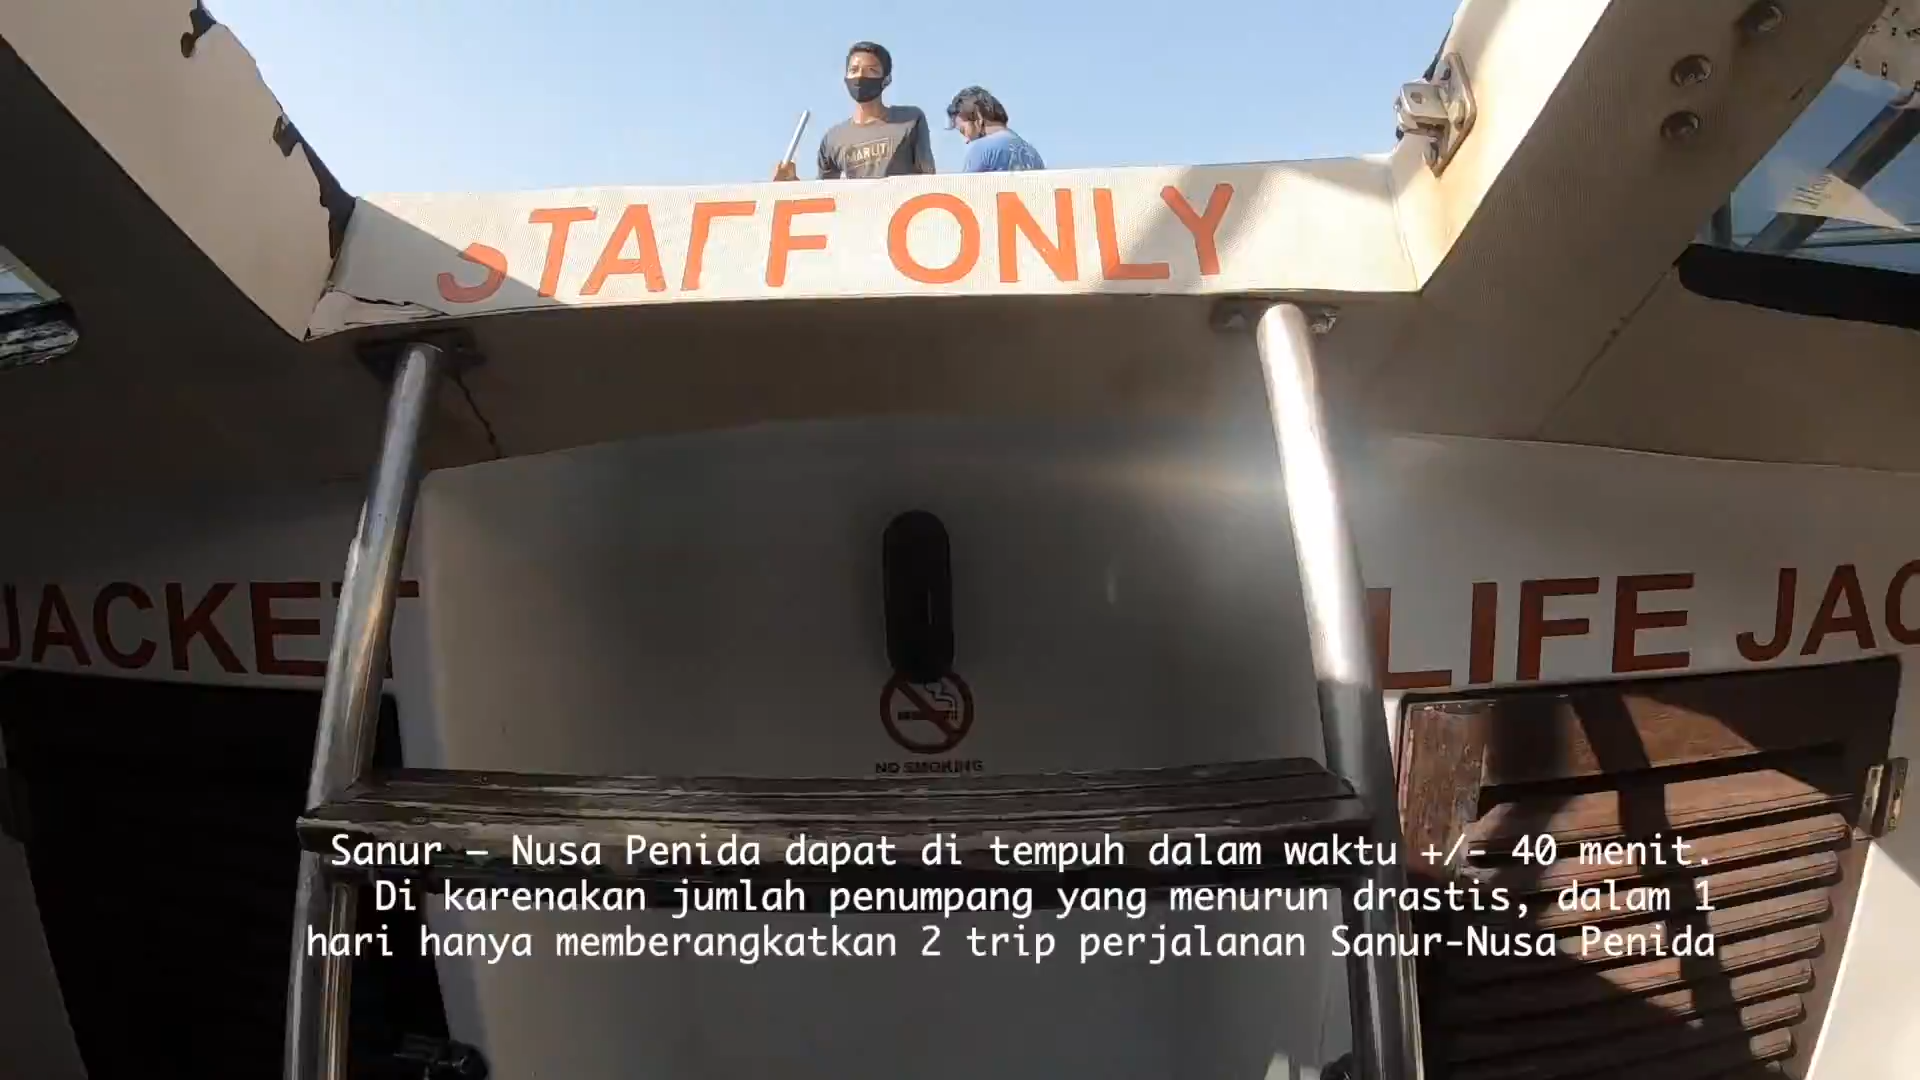 STAFF ONLY
JACKET
LIFE JAC
NO SMOKING
Sanur – Nusa Penida dapat di tempuh dalam waktu +/- 40 menit.
Di karenakan jumlah penumpang yang menurun drastis, dalam 1
hari hanya memberangkatkan 2 trip perjalanan Sanur-Nusa Penida